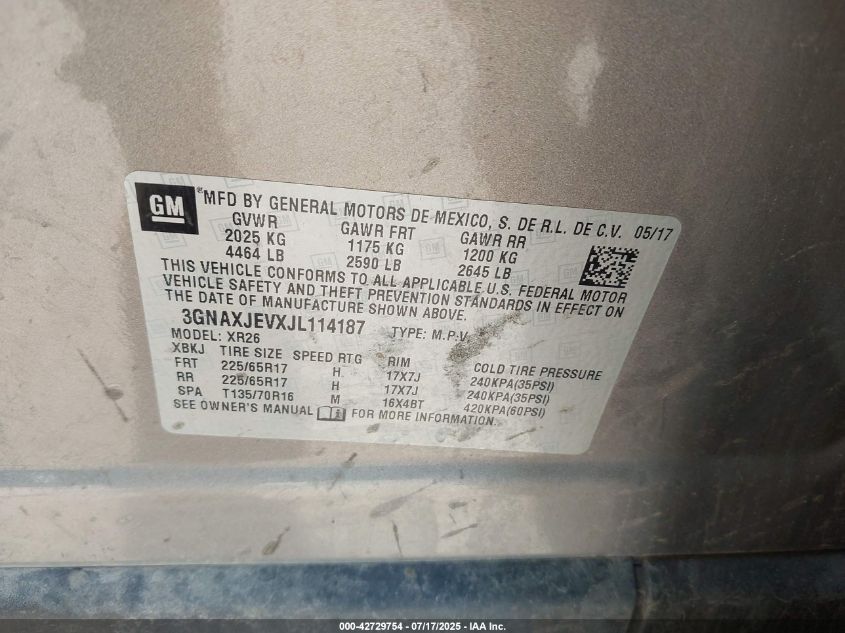 GM
®MFD BY GENERAL MOTORS DE MEXICO, S. DE R.L. DE C.V. 05/17
GVWR GAWR FRT GAWR RR
2025 KG 1175 KG 1200 KG
4464 LB 2590 LB 2645 LB
THIS VEHICLE CONFORMS TO ALL APPLICABLE U.S. FEDERAL MOTOR
VEHICLE SAFETY AND THEFT PREVENTION STANDARDS IN EFFECT ON
THE DATE OF MANUFACTURE SHOWN ABOVE.
3GNAXJEVXJL114187 TYPE: M.P.V.
MODEL: XR26
XBKJ TIRE SIZE SPEED RTG RIM COLD TIRE PRESSURE
FRT 225/65R17 H 17X7J 240KPA(35PSI)
RR 225/65R17 H 17X7J 240KPA(35PSI)
SPA T135/70R16 M 16X4BT 420KPA(60PSI)
SEE OWNER'S MANUAL FOR MORE INFORMATION.
000-42729754 - 07/17/2025 - IAA Inc.